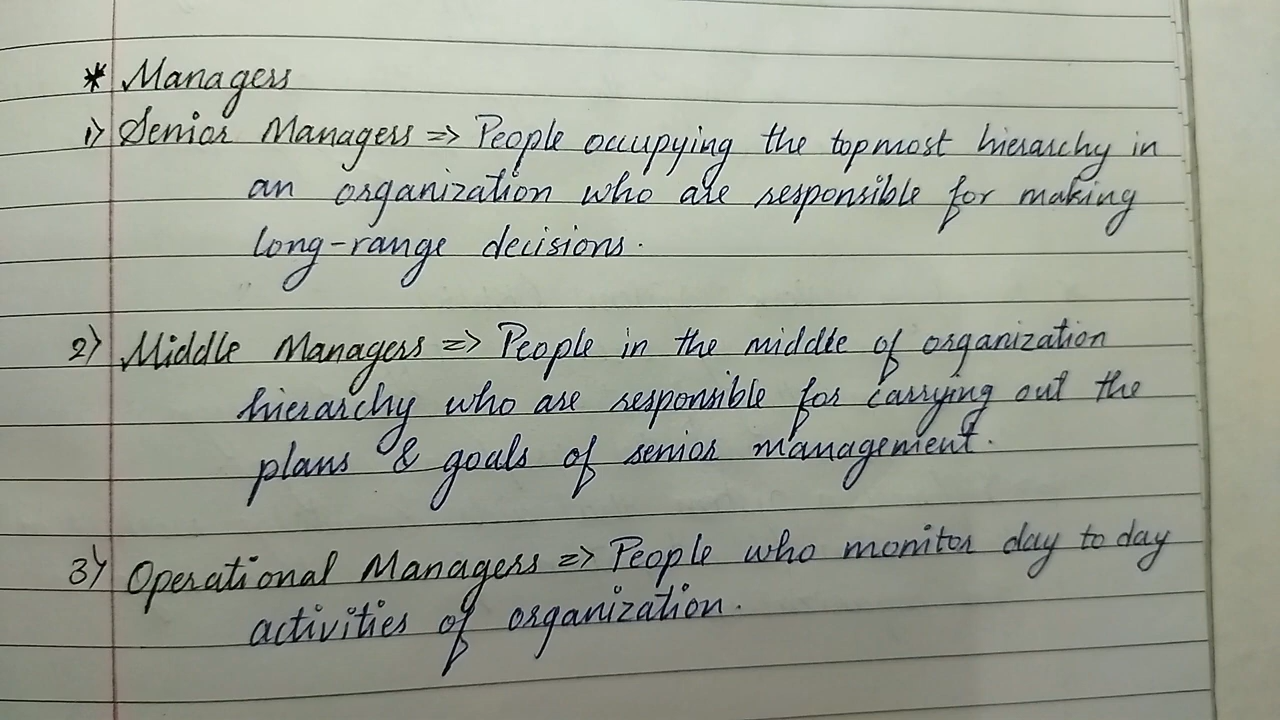 * Managers
1) Senior Managers => People occupying the topmost hierarchy in
an organization who are responsible for making
long-range decisions.
2) Middle Managers => People in the middle of organization
hierarchy who are responsible for carrying out the
plans & goals of senior management.
3) Operational Managers => People who monitor day to day
activities of organization.